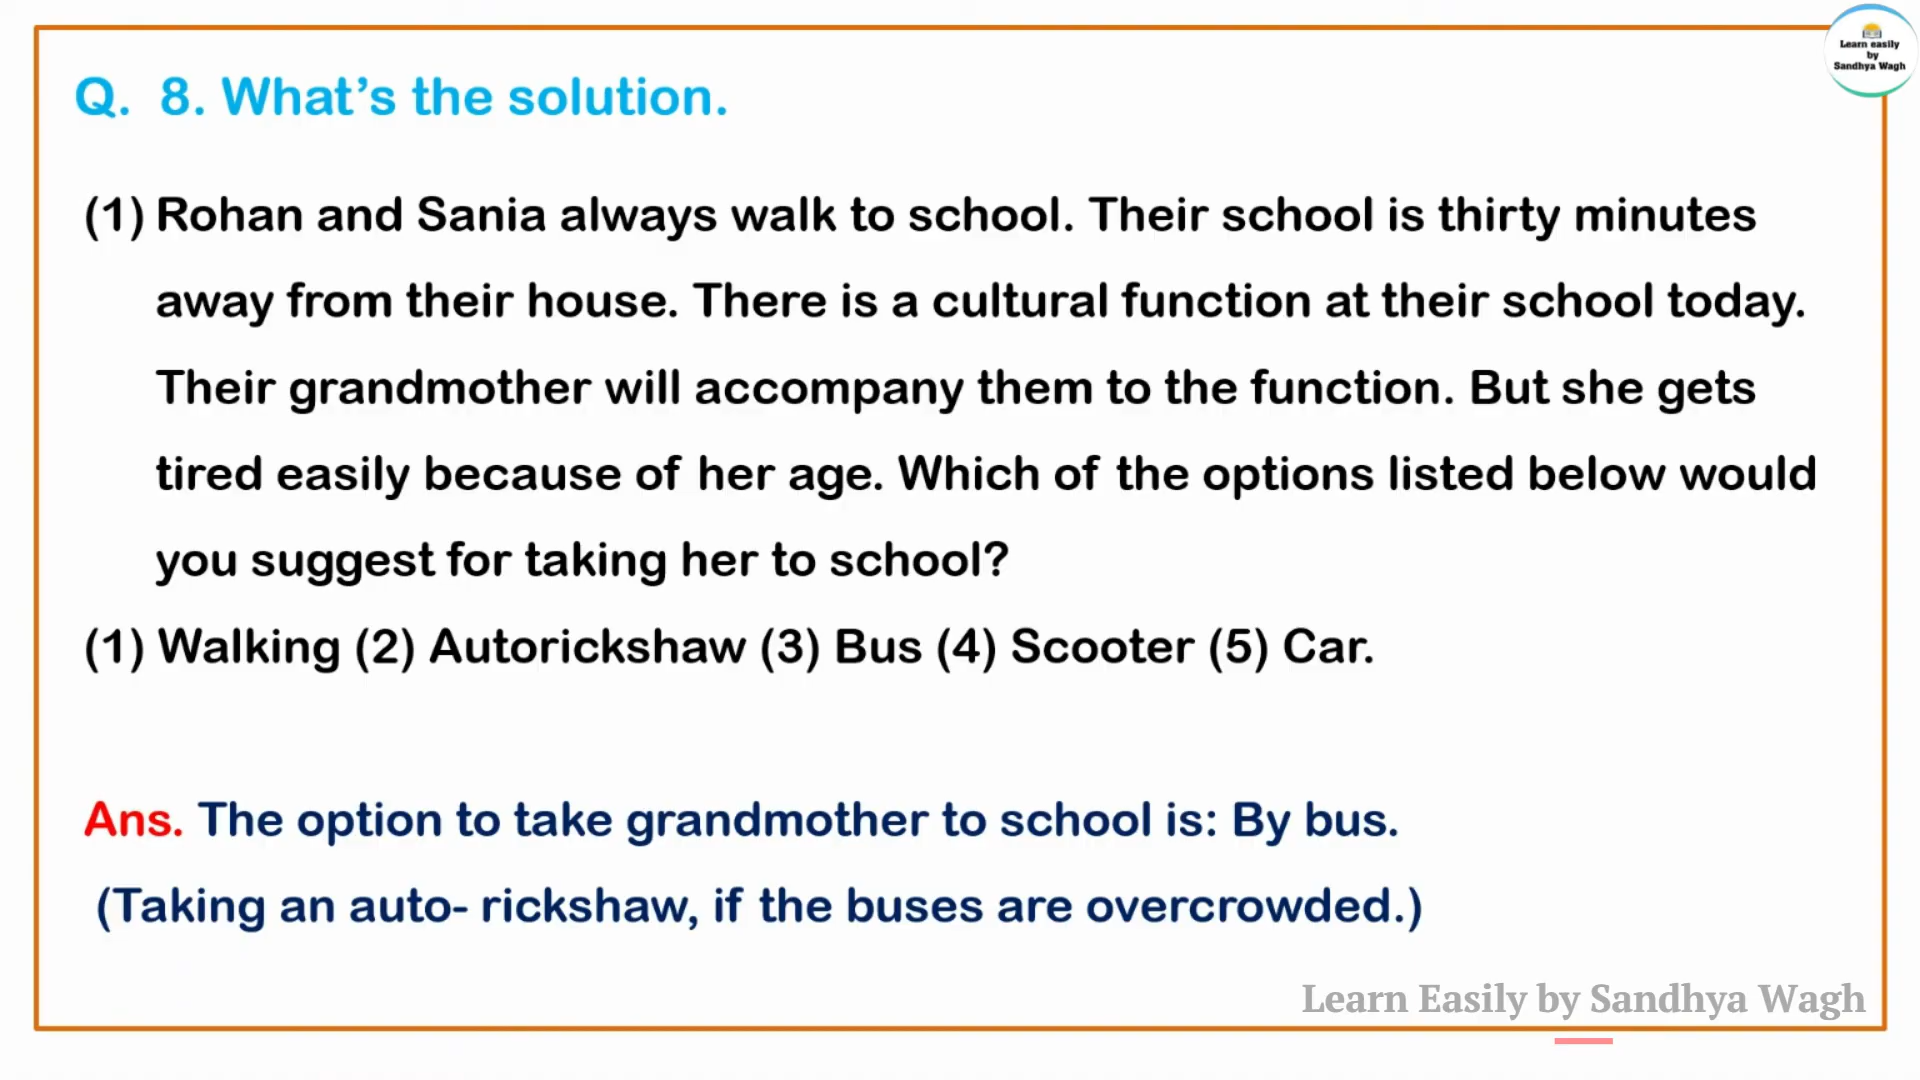 Learn easily
by
Sandhya Wagh
Q. 8. What's the solution.
(1) Rohan and Sania always walk to school. Their school is thirty minutes
away from their house. There is a cultural function at their school today.
Their grandmother will accompany them to the function. But she gets
tired easily because of her age. Which of the options listed below would
you suggest for taking her to school?
(1) Walking (2) Autorickshaw (3) Bus (4) Scooter (5) Car.
Ans. The option to take grandmother to school is: By bus.
(Taking an auto- rickshaw, if the buses are overcrowded.)
Learn Easily by Sandhya Wagh